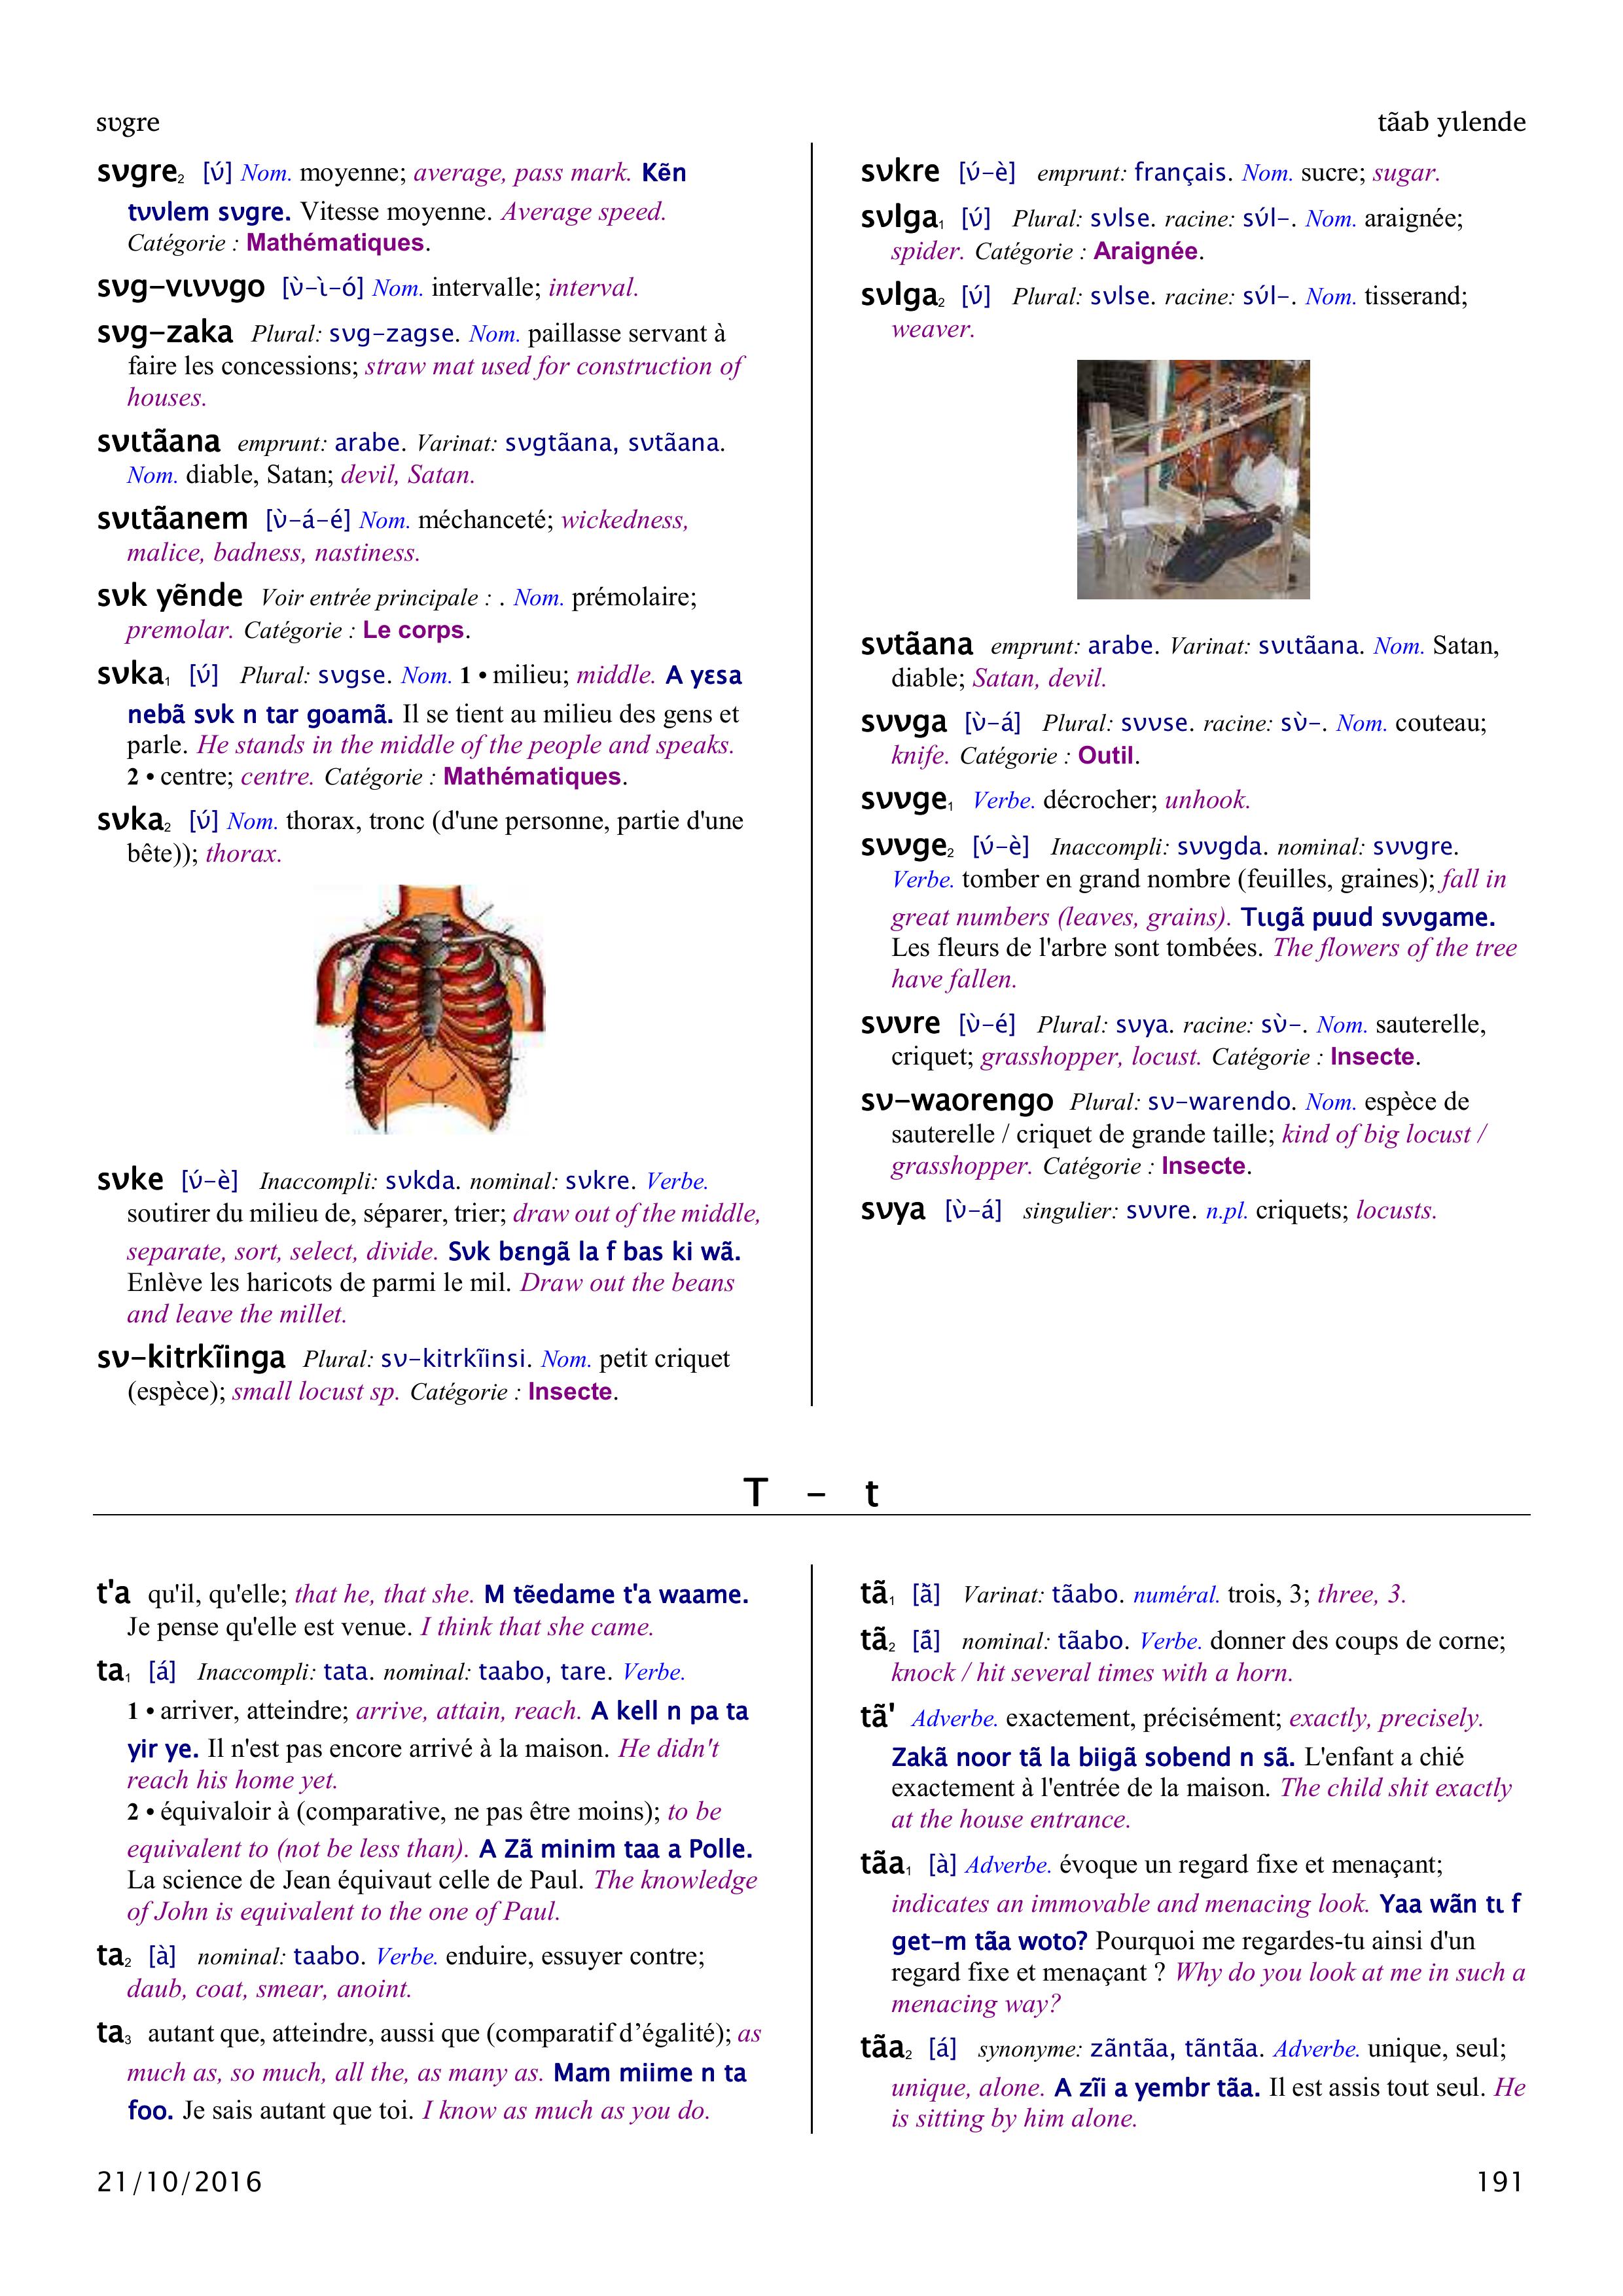 sʋgre
tãab yɩlende
sʋgre₂ [ʋ́] Nom. moyenne; average, pass mark. Kẽn
tʋʋlem sʋgre. Vitesse moyenne. Average speed.
Catégorie : Mathématiques.
sʋg–vɩʋʋgo [ʋ̀–ɩ̀–ó] Nom. intervalle; interval.
sʋg–zaka Plural: sʋg–zagse. Nom. paillasse servant à
faire les concessions; straw mat used for construction of
houses.
sʋɩtãana emprunt: arabe. Varinat: sʋgtãana, sʋtãana.
Nom. diable, Satan; devil, Satan.
sʋɩtãanem [ʋ̀–á–é] Nom. méchanceté; wickedness,
malice, badness, nastiness.
sʋk yẽnde Voir entrée principale : . Nom. prémolaire;
premolar. Catégorie : Le corps.
sʋka₁ [ʋ́] Plural: sʋgse. Nom. 1 • milieu; middle. A yɛsa
nebã sʋk n tar goamã. Il se tient au milieu des gens et
parle. He stands in the middle of the people and speaks.
2 • centre; centre. Catégorie : Mathématiques.
sʋka₂ [ʋ́] Nom. thorax, tronc (d'une personne, partie d'une
bête)); thorax.
sʋke [ʋ́–è] Inaccompli: sʋkda. nominal: sʋkre. Verbe.
soutirer du milieu de, séparer, trier; draw out of the middle,
separate, sort, select, divide. Sʋk bɛngã la f bas ki wã.
Enlève les haricots de parmi le mil. Draw out the beans
and leave the millet.
sʋ–kitrkĩinga Plural: sʋ–kitrkĩinsi. Nom. petit criquet
(espèce); small locust sp. Catégorie : Insecte.
sʋkre [ʋ́–è] emprunt: français. Nom. sucre; sugar.
sʋlga₁ [ʋ́] Plural: sʋlse. racine: sʋ́l–. Nom. araignée;
spider. Catégorie : Araignée.
sʋlga₂ [ʋ́] Plural: sʋlse. racine: sʋ́l–. Nom. tisserand;
weaver.
sʋtãana emprunt: arabe. Varinat: sʋɩtãana. Nom. Satan,
diable; Satan, devil.
sʋʋga [ʋ̀–á] Plural: sʋʋse. racine: sʋ̀–. Nom. couteau;
knife. Catégorie : Outil.
sʋʋge₁ Verbe. décrocher; unhook.
sʋʋge₂ [ʋ́–è] Inaccompli: sʋʋgda. nominal: sʋʋgre.
Verbe. tomber en grand nombre (feuilles, graines); fall in
great numbers (leaves, grains). Tɩɩgã puud sʋʋgame.
Les fleurs de l'arbre sont tombées. The flowers of the tree
have fallen.
sʋʋre [ʋ̀–é] Plural: sʋya. racine: sʋ̀–. Nom. sauterelle,
criquet; grasshopper, locust. Catégorie : Insecte.
sʋ–waorengo Plural: sʋ–warendo. Nom. espèce de
sauterelle / criquet de grande taille; kind of big locust /
grasshopper. Catégorie : Insecte.
sʋya [ʋ̀–á] singulier: sʋʋre. n.pl. criquets; locusts.
T – t
t'a qu'il, qu'elle; that he, that she. M tẽedame t'a waame.
Je pense qu'elle est venue. I think that she came.
ta₁ [á] Inaccompli: tata. nominal: taabo, tare. Verbe.
1 • arriver, atteindre; arrive, attain, reach. A kell n pa ta
yir ye. Il n'est pas encore arrivé à la maison. He didn't
reach his home yet.
2 • équivaloir à (comparative, ne pas être moins); to be
equivalent to (not be less than). A Zã minim taa a Polle.
La science de Jean équivaut celle de Paul. The knowledge
of John is equivalent to the one of Paul.
ta₂ [à] nominal: taabo. Verbe. enduire, essuyer contre;
daub, coat, smear, anoint.
ta₃ autant que, atteindre, aussi que (comparatif d’égalité); as
much as, so much, all the, as many as. Mam miime n ta
foo. Je sais autant que toi. I know as much as you do.
tã₁ [ã̀] Varinat: tãabo. numéral. trois, 3; three, 3.
tã₂ [ã́] nominal: tãabo. Verbe. donner des coups de corne;
knock / hit several times with a horn.
tã' Adverbe. exactement, précisément; exactly, precisely.
Zakã noor tã la biigã sobend n sã. L'enfant a chié
exactement à l'entrée de la maison. The child shit exactly
at the house entrance.
tãa₁ [à] Adverbe. évoque un regard fixe et menaçant;
indicates an immovable and menacing look. Yaa wãn tɩ f
get–m tãa woto? Pourquoi me regardes-tu ainsi d'un
regard fixe et menaçant ? Why do you look at me in such a
menacing way?
tãa₂ [á] synonyme: zãntãa, tãntãa. Adverbe. unique, seul;
unique, alone. A zĩi a yembr tãa. Il est assis tout seul. He
is sitting by him alone.
21/10/2016
191